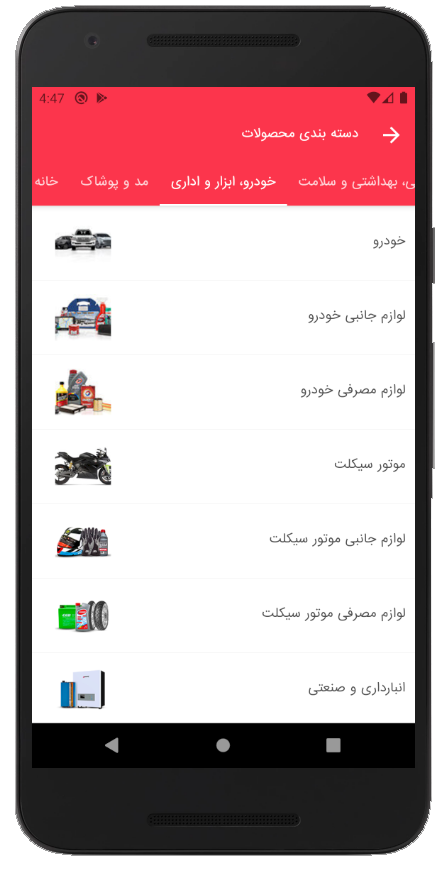 4:47
دسته بندی محصولات
ی، بهداشتی و سلامت
خودرو، ابزار و اداری
مد و پوشاک
خانه
خودرو
لوازم جانبی خودرو
لوازم مصرفی خودرو
موتور سیکلت
لوازم جانبی موتور سیکلت
لوازم مصرفی موتور سیکلت
انبارداری و صنعتی